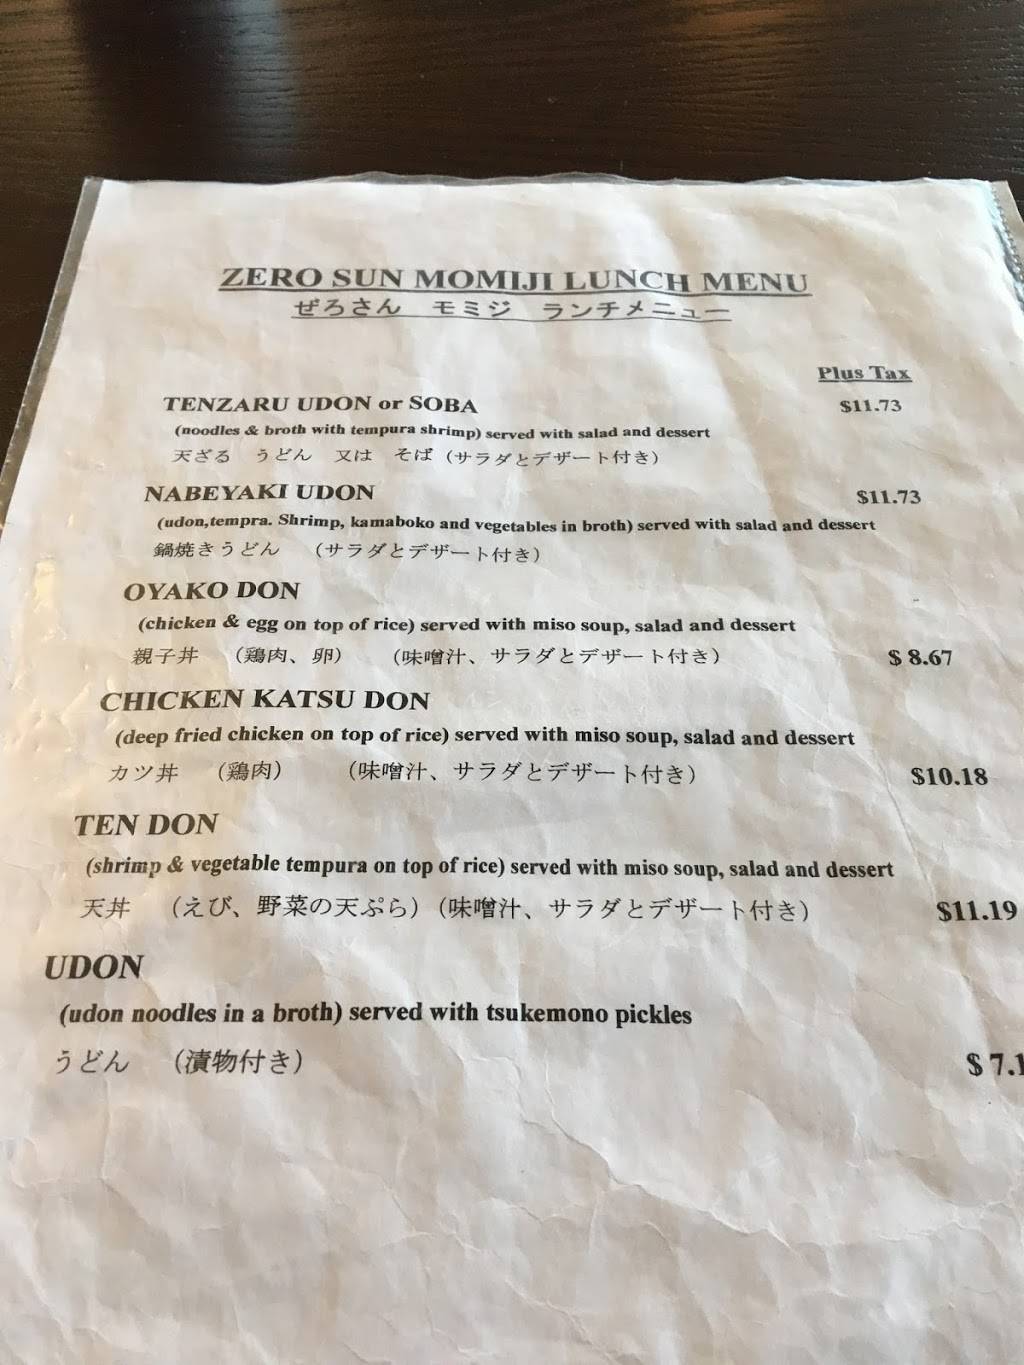 ZERO SUN MOMIJI LUNCH MENU
ぜろさん モミジ ランチメニュー
Plus Tax
TENZARU UDON or SOBA $11.73
(noodles & broth with tempura shrimp) served with salad and dessert
天ざる うどん 又は そば (サラダとデザート付き)
NABEYAKI UDON $11.73
(udon,tempra. Shrimp, kamaboko and vegetables in broth) served with salad and dessert
鍋焼きうどん (サラダとデザート付き)
OYAKO DON
(chicken & egg on top of rice) served with miso soup, salad and dessert
親子丼 (鶏肉、卵) (味噌汁、サラダとデザート付き) $ 8.67
CHICKEN KATSU DON
(deep fried chicken on top of rice) served with miso soup, salad and dessert
カツ丼 (鶏肉) (味噌汁、サラダとデザート付き) $10.18
TEN DON
(shrimp & vegetable tempura on top of rice) served with miso soup, salad and dessert
天丼 (えび、野菜の天ぷら) (味噌汁、サラダとデザート付き) $11.19
UDON
(udon noodles in a broth) served with tsukemono pickles
うどん (漬物付き) $ 7.1